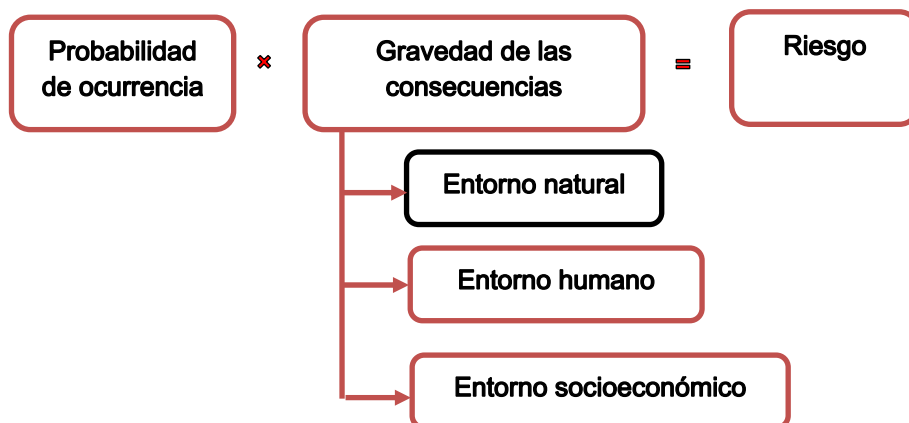 Probabilidad
de ocurrencia
×
Gravedad de las
consecuencias
=
Riesgo
Entorno natural
Entorno humano
Entorno socioeconómico